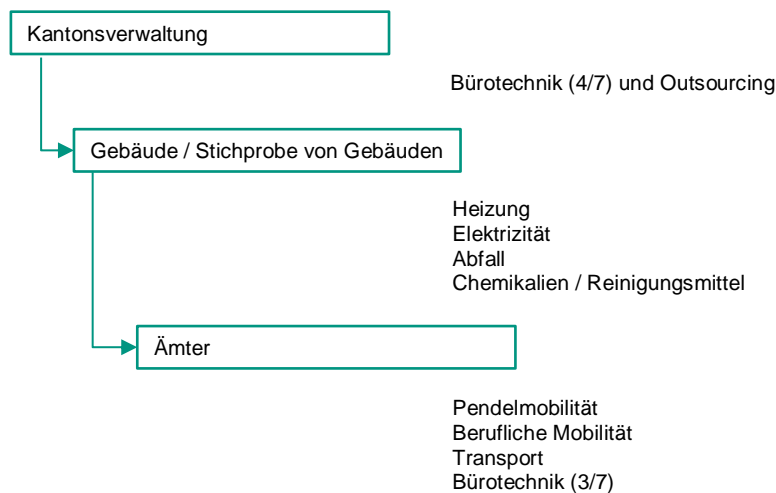 Kantonsverwaltung
Bürotechnik (4/7) und Outsourcing
Gebäude / Stichprobe von Gebäuden
Heizung
Elektrizität
Abfall
Chemikalien / Reinigungsmittel
Ämter
Pendelmobilität
Berufliche Mobilität
Transport
Bürotechnik (3/7)